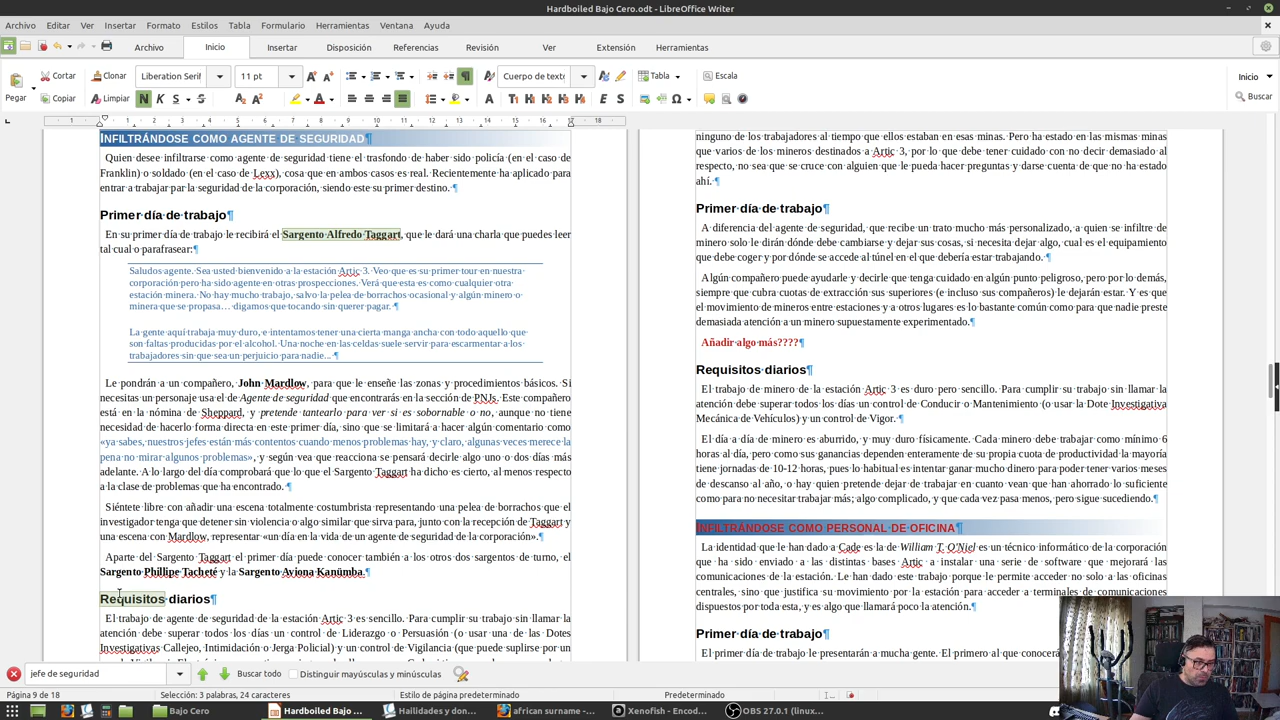 Hardboiled Bajo Cero.odt - LibreOffice Writer
Archivo Editar Ver Insertar Formato Estilos Tabla Formulario Herramientas Ventana Ayuda
Archivo Inicio Insertar Disposición Referencias Revisión Ver Extensión Herramientas
Pegar Cortar Clonar Liberation Serif 11 pt Cuerpo de texto Tabla Escala Inicio
Copiar Limpiar Buscar
INFILTRÁNDOSE COMO AGENTE DE SEGURIDAD¶
Quien desee infiltrarse como agente de seguridad tiene el trasfondo de haber sido policía (en el caso de
Franklin) o soldado (en el caso de Lexx), cosa que en ambos casos es real. Recientemente ha aplicado para
entrar a trabajar par la seguridad de la corporación, siendo este su primer destino. ¶
Primer día de trabajo¶
En su primer día de trabajo le recibirá el Sargento Alfredo Taggart, que le dará una charla que puedes leer
tal cual o parafrasear:¶
Saludos agente. Sea usted bienvenido a la estación Artic 3. Veo que es su primer tour en nuestra
corporación pero ha sido agente en otras prospecciones. Verá que esta es como cualquier otra
estación minera. No hay mucho trabajo, salvo la pelea de borrachos ocasional y algún minero o
minera que se propasa… digamos que tocando sin querer pagar. ¶
La gente aquí trabaja muy duro, e intentamos tener una cierta manga ancha con todo aquello que
son faltas producidas por el alcohol. Una noche en las celdas suele servir para escarmentar a los
trabajadores sin que sea un perjuicio para nadie... ¶
Le pondrán a un compañero, John Mardlow, para que le enseñe las zonas y procedimientos básicos. Si
necesitas un personaje usa el de Agente de seguridad que encontrarás en la sección de PNJs. Este compañero
está en la nómina de Sheppard, y pretende tantearlo para ver si es sobornable o no, aunque no tiene
necesidad de hacerlo forma directa en este primer día, sino que se limitará a hacer algún comentario como
«ya sabes, nuestros jefes están más contentos cuando menos problemas hay, y claro, algunas veces merece la
pena no mirar algunos problemas», y según vea que reacciona se pensará decirle algo uno o dos días más
adelante. A lo largo del día comprobará que lo que el Sargento Taggart ha dicho es cierto, al menos respecto
a la clase de problemas que ha encontrado. ¶
Siéntete libre con añadir una escena totalmente costumbrista representando una pelea de borrachos que el
investigador tenga que detener sin violencia o algo similar que sirva para, junto con la recepción de Taggart y
una escena con Mardlow, representar «un día en la vida de un agente de seguridad de la corporación».¶
Aparte del Sargento Taggart el primer día puede conocer también a los otros dos sargentos de turno, el
Sargento Phillipe Tacheté y la Sargento Aviona Kanümba.¶
Requisitos diarios¶
El trabajo de agente de seguridad de la estación Artic 3 es sencillo. Para cumplir su trabajo sin llamar la
atención debe superar todos los días un control de Liderazgo o Persuasión (o usar una de las Dotes
Investigativas Callejeo, Intimidación o Jerga Policial) y un control de Vigilancia (que puede suplirse por un
ninguno de los trabajadores al tiempo que ellos estaban en esas minas. Pero ha estado en las mismas minas
que varios de los mineros destinados a Artic 3, por lo que debe tener cuidado con no decir demasiado al
respecto, no sea que se cruce con alguien que le pueda hacer preguntas y darse cuenta de que no ha estado
ahí. ¶
Primer día de trabajo¶
A diferencia del agente de seguridad, que recibe un trato mucho más personalizado, a quien se infiltre de
minero solo le dirán dónde debe cambiarse y dejar sus cosas, si necesita dejar algo, cual es el equipamiento
que debe coger y por dónde se accede al túnel en el que debería estar trabajando. ¶
Algún compañero puede ayudarle y decirle que tenga cuidado en algún punto peligroso, pero por lo demás,
siempre que cubra cuotas de extracción sus superiores (e incluso sus compañeros) le dejarán estar. Y es que
el movimiento de mineros entre estaciones y a otros lugares es lo bastante común como para que nadie preste
demasiada atención a un minero supuestamente experimentado.¶
Añadir algo más????¶
Requisitos diarios¶
El trabajo de minero de la estación Artic 3 es duro pero sencillo. Para cumplir su trabajo sin llamar la
atención debe superar todos los días un control de Conducir o Mantenimiento (o usar la Dote Investigativa
Mecánica de Vehículos) y un control de Vigor. ¶
El día a día de minero es aburrido, y muy duro físicamente. Cada minero debe trabajar como mínimo 6
horas al día, pero como sus ganancias dependen enteramente de su propia cuota de productividad la mayoría
tiene jornadas de 10-12 horas, pues lo habitual es intentar ganar mucho dinero para poder tener varios meses
de descanso al año, o hay quien pretende dejar de trabajar en cuanto vean que han ahorrado lo suficiente
como para no necesitar trabajar más; algo complicado, y que cada vez pasa menos, pero sigue sucediendo.¶
INFILTRÁNDOSE COMO PERSONAL DE OFICINA¶
La identidad que le han dado a Cade es la de William T. O'Niel es un técnico informático de la corporación
que ha sido enviado a las distintas bases Artic a instalar una serie de software que mejorará las
comunicaciones de la estación. Le han dado este trabajo porque le permite acceder no solo a las oficinas
centrales, sino que justifica su movimiento por la estación para acceder a terminales de comunicaciones
dispuestos por toda esta, y es algo que llamará poco la atención.¶
Primer día de trabajo¶
El primer día de trabajo le presentarán a mucha gente. El primero al que conocerá
jefe de seguridad Buscar todo Distinguir mayúsculas y minúsculas
Página 9 de 18 Selección: 3 palabras, 24 caracteres Estilo de página predeterminado Predeterminado
Bajo Cero Hardboiled Bajo ... Hailidades y don... african surname -... Xenofish - Encod... OBS 27.0.1 (linux...